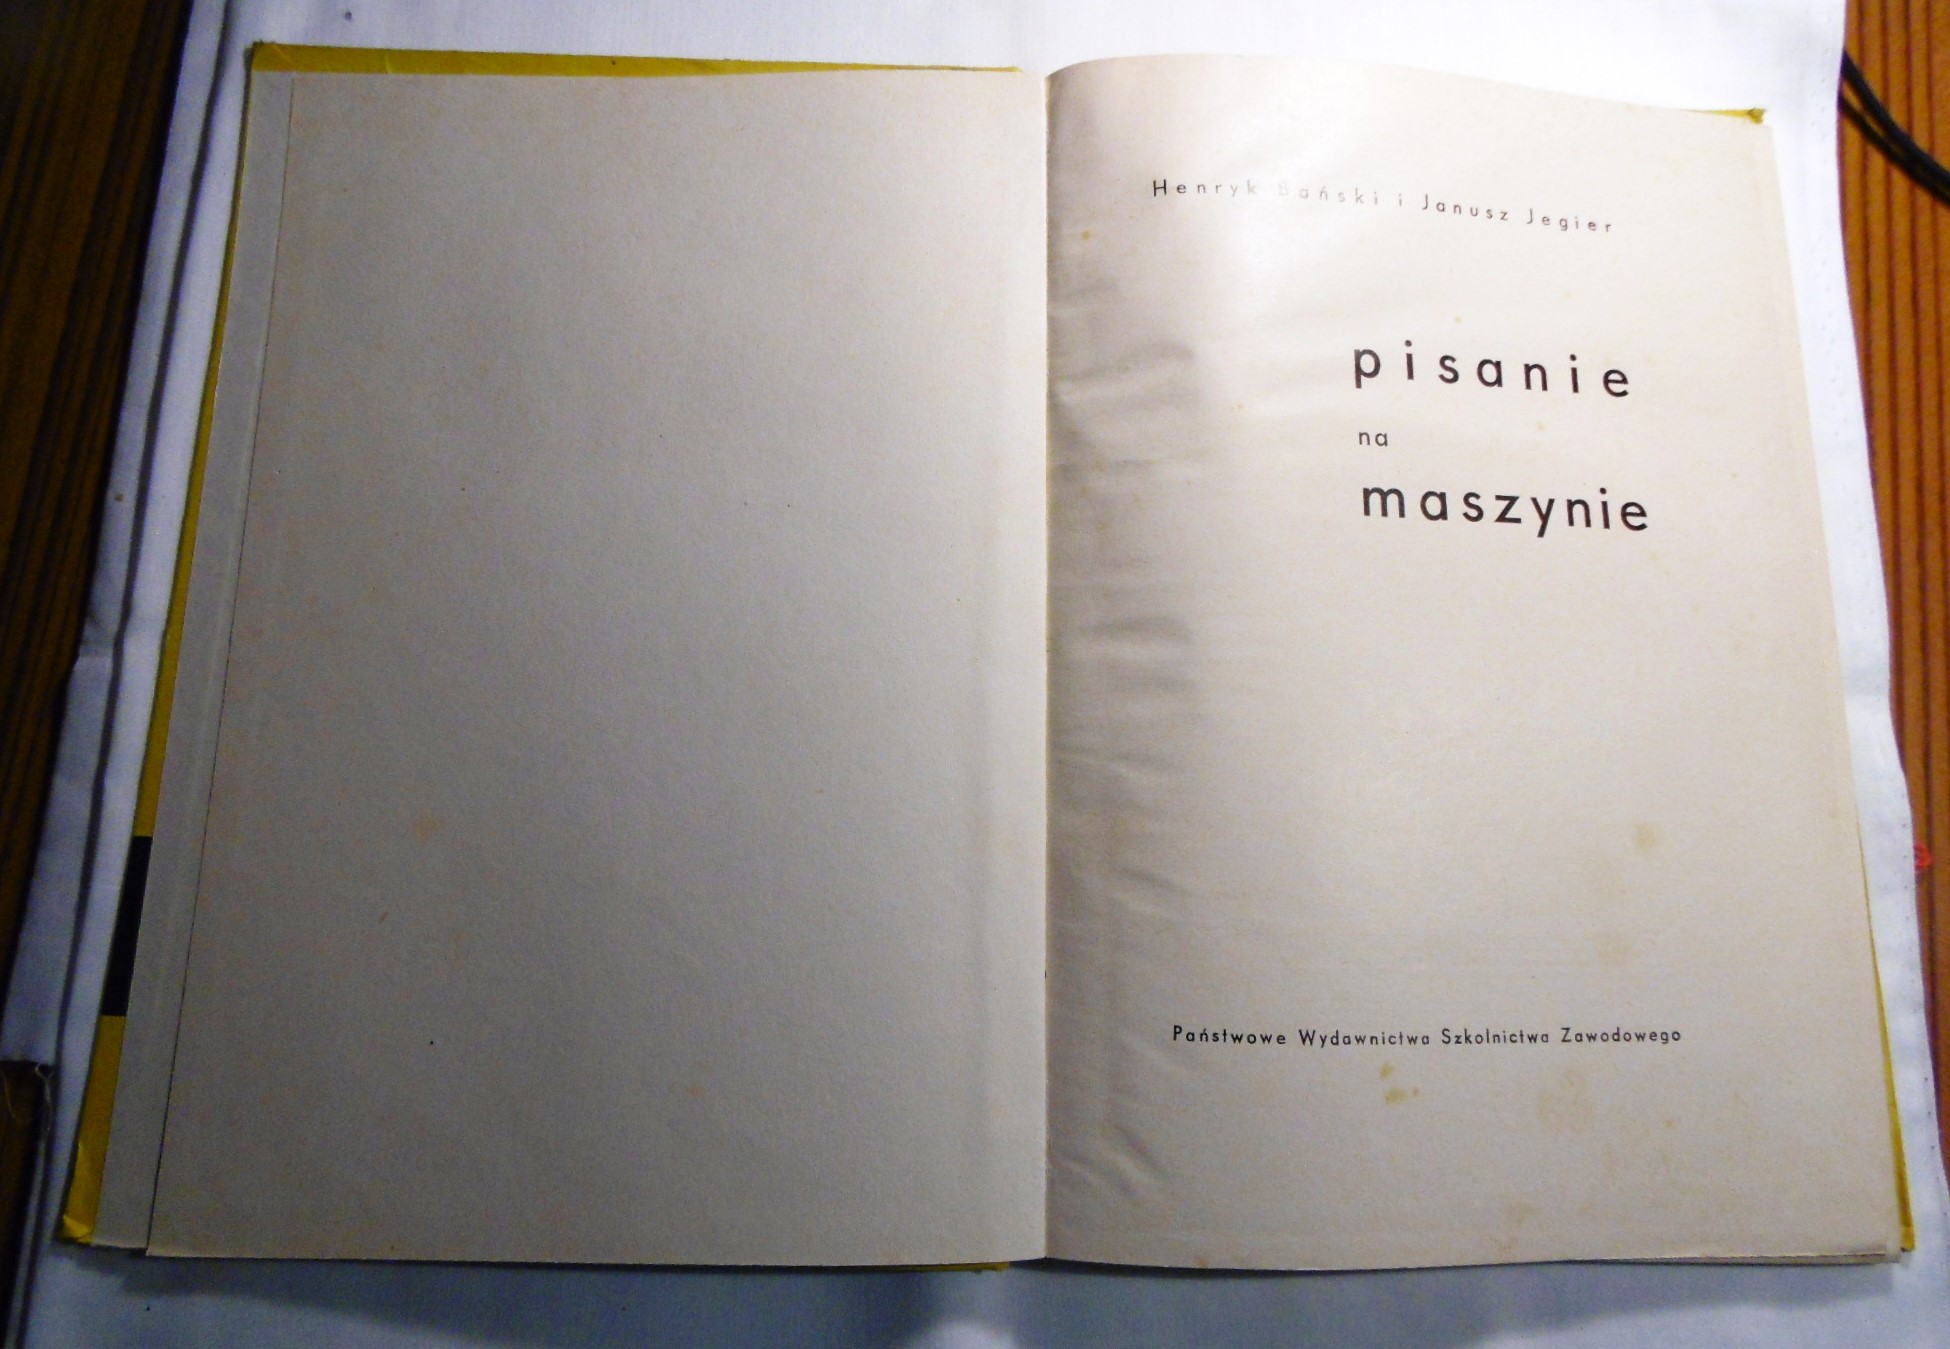 Henryk Bański i Janusz Jegier
pisanie
na
maszynie
Państwowe Wydawnictwa Szkolnictwa Zawodowego